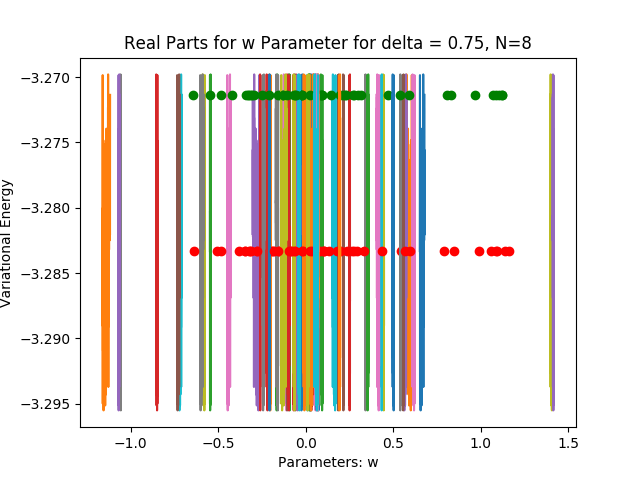 Real Parts for w Parameter for delta = 0.75, N=8
Variational Energy
−3.270
−3.275
−3.280
−3.285
−3.290
−3.295
−1.0 −0.5 0.0 0.5 1.0 1.5
Parameters: w